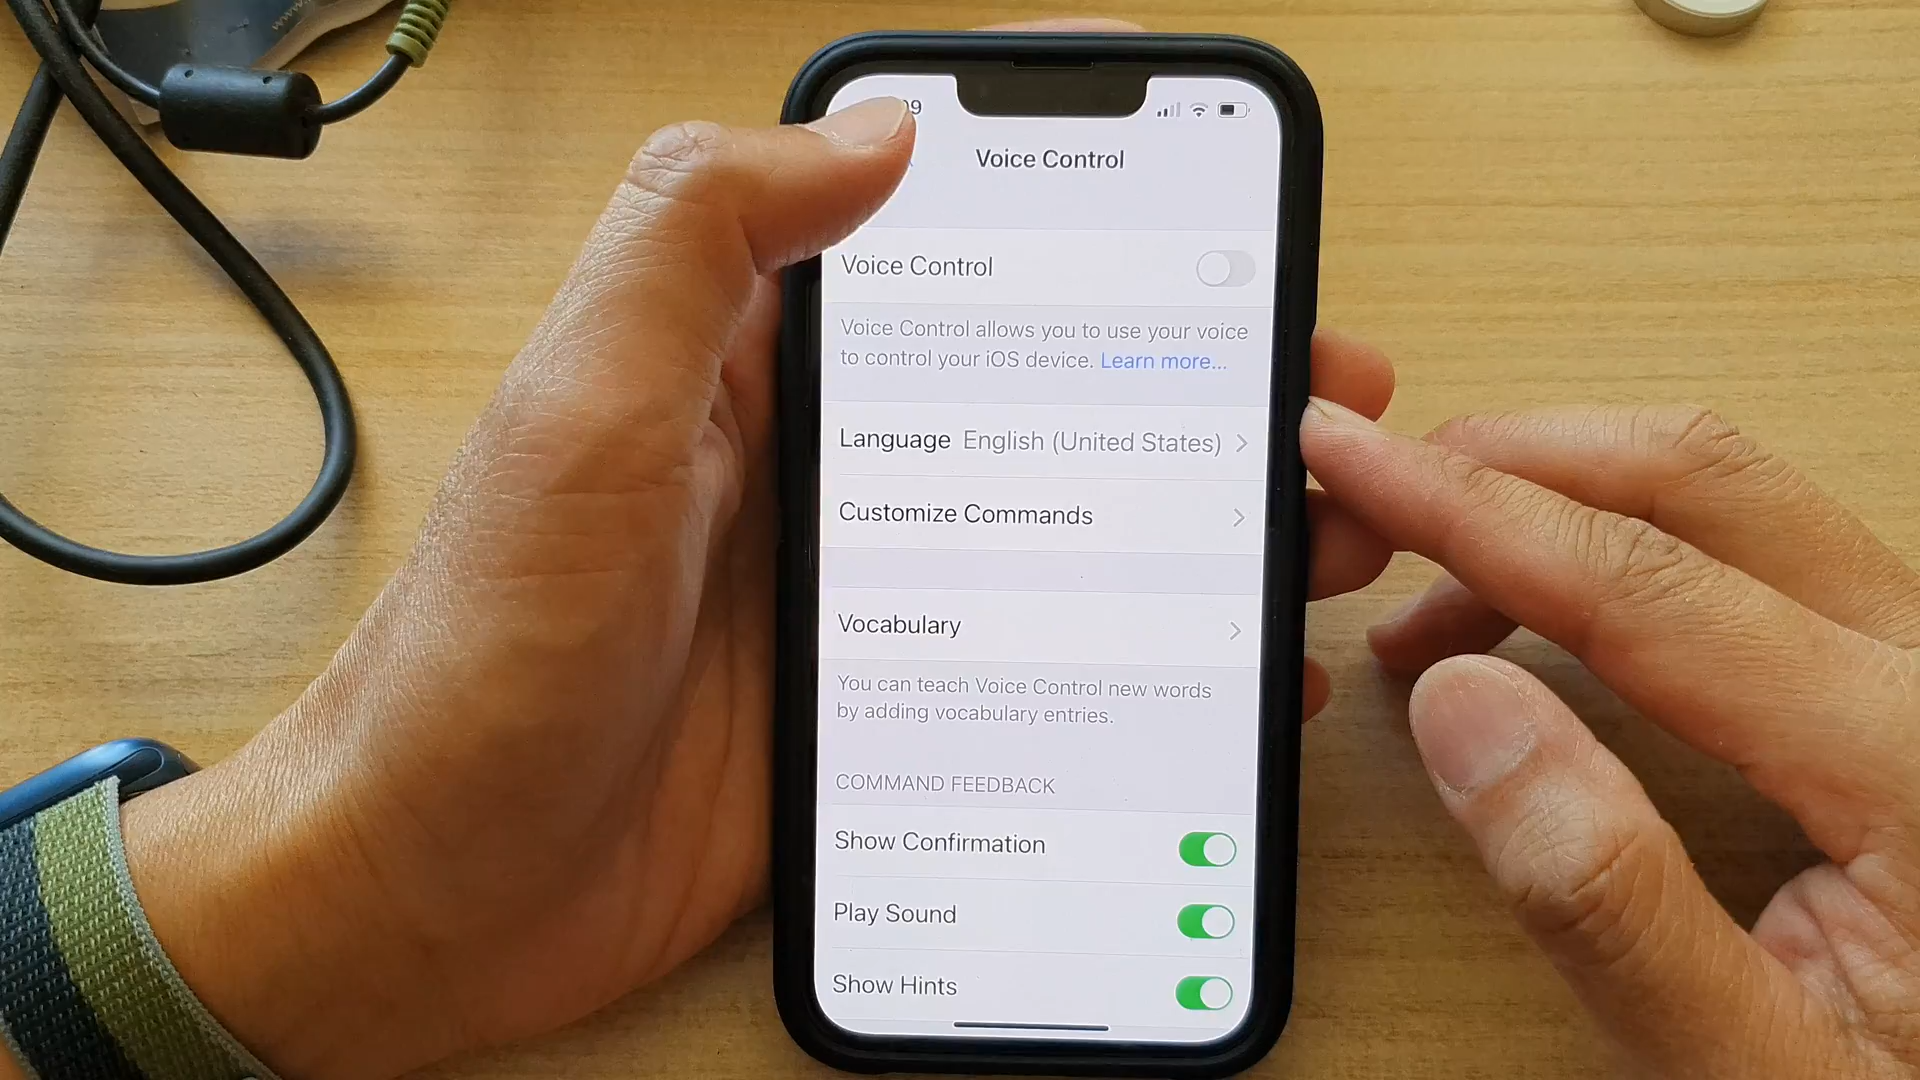 09
Voice Control
Voice Control
Voice Control allows you to use your voice
to control your iOS device. Learn more...
Language English (United States)
Customize Commands
Vocabulary
You can teach Voice Control new words
by adding vocabulary entries.
COMMAND FEEDBACK
Show Confirmation
Play Sound
Show Hints